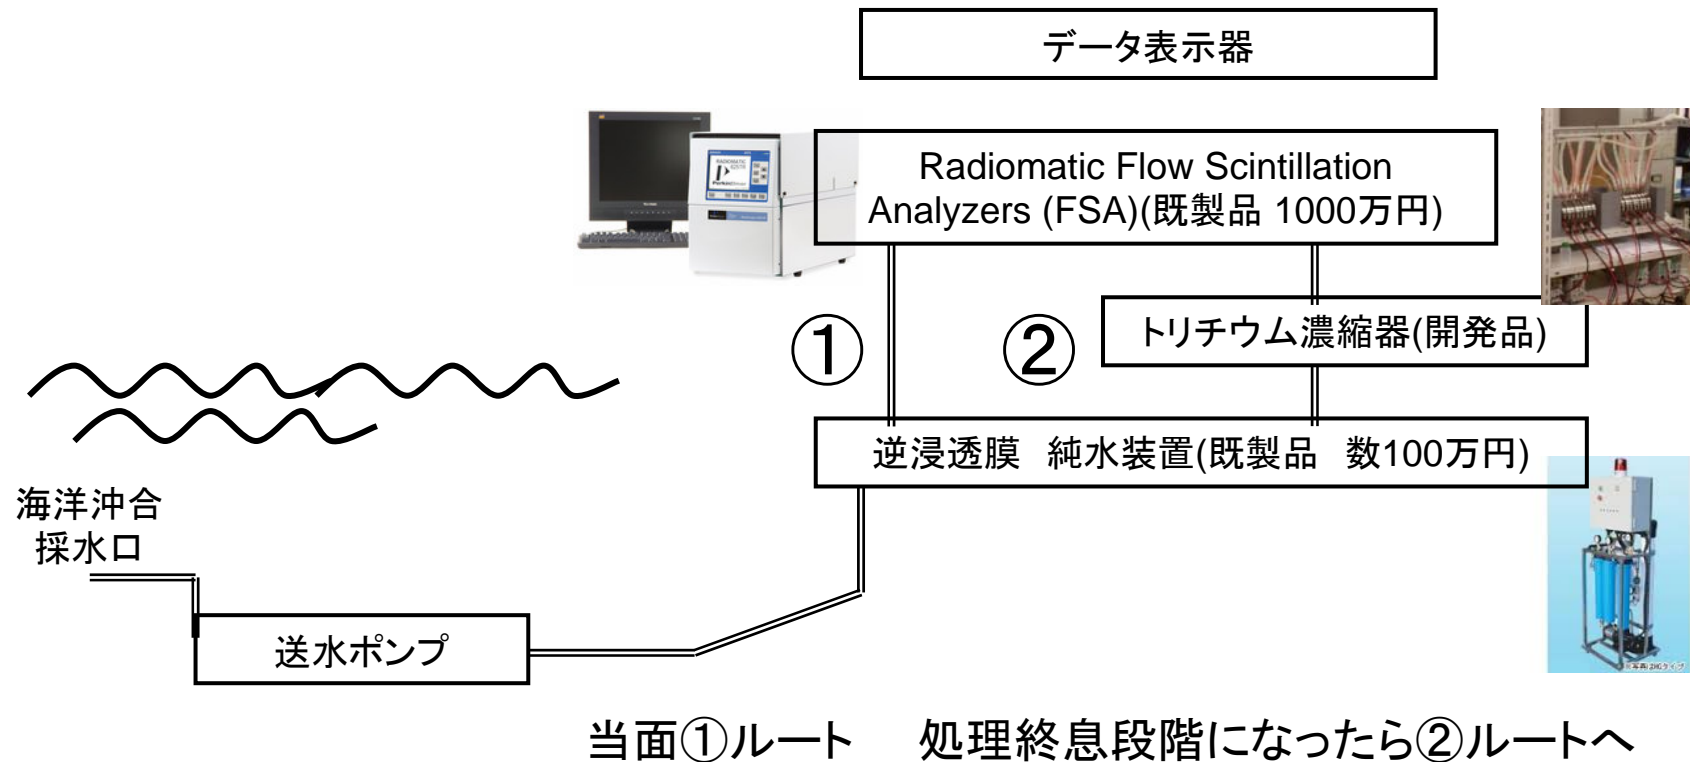 データ表示器
Radiomatic Flow Scintillation
Analyzers (FSA)(既製品 1000万円)
RADIOMATIC
PerkinElmer
①
②
トリチウム濃縮器(開発品)
逆浸透膜 純水装置(既製品 数100万円)
海洋沖合
採水口
送水ポンプ
当面①ルート 処理終息段階になったら②ルートへ